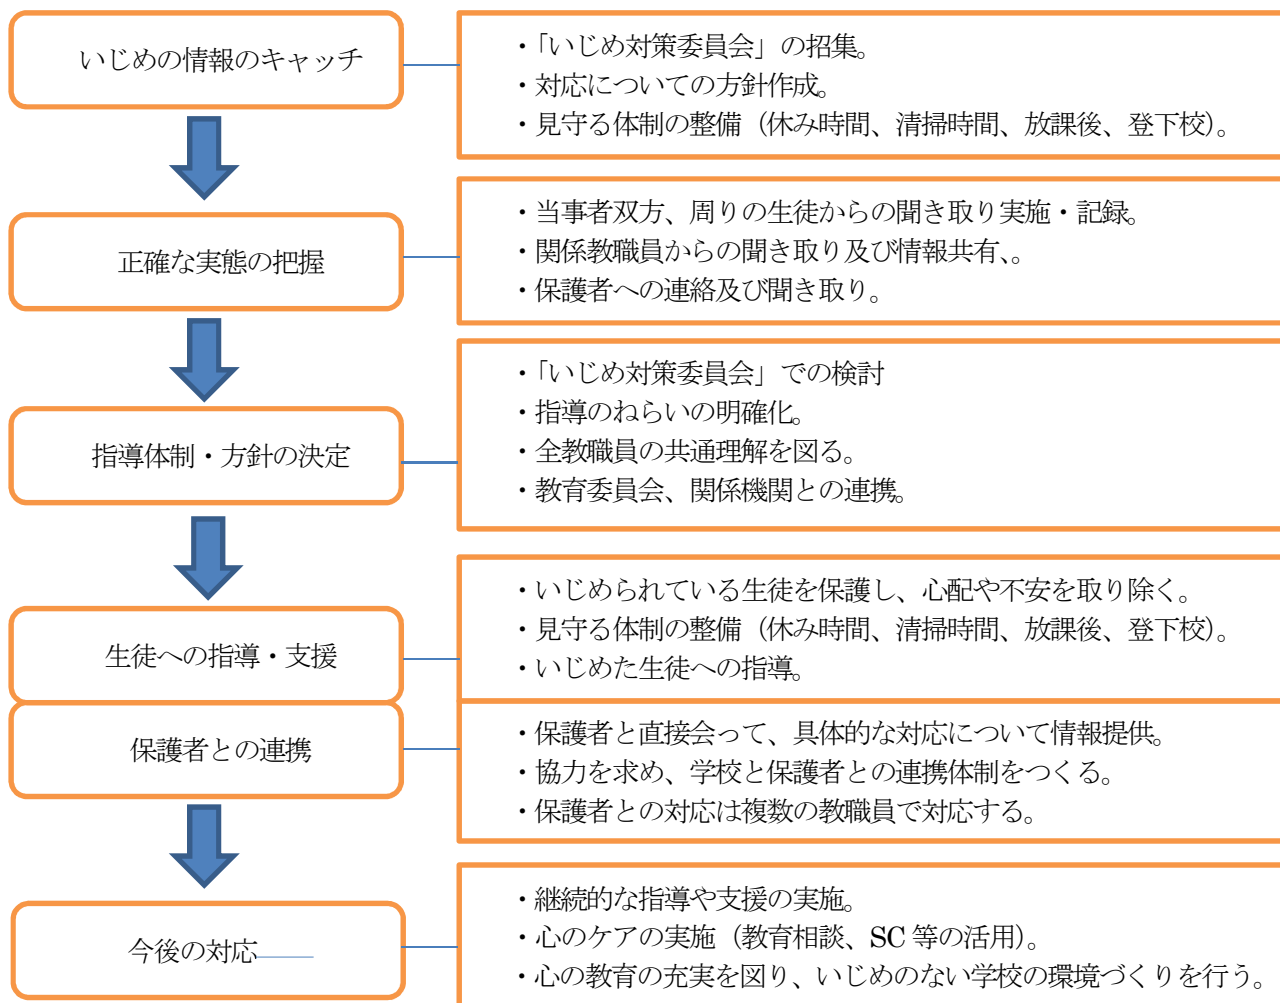 いじめの情報のキャッチ
・「いじめ対策委員会」の招集。
・対応についての方針作成。
・見守る体制の整備（休み時間、清掃時間、放課後、登下校）。
正確な実態の把握
・当事者双方、周りの生徒からの聞き取り実施・記録。
・関係教職員からの聞き取り及び情報共有、。
・保護者への連絡及び聞き取り。
指導体制・方針の決定
・「いじめ対策委員会」での検討
・指導のねらいの明確化。
・全教職員の共通理解を図る。
・教育委員会、関係機関との連携。
生徒への指導・支援
・いじめられている生徒を保護し、心配や不安を取り除く。
・見守る体制の整備（休み時間、清掃時間、放課後、登下校）。
・いじめた生徒への指導。
保護者との連携
・保護者と直接会って、具体的な対応について情報提供。
・協力を求め、学校と保護者との連携体制をつくる。
・保護者との対応は複数の教職員で対応する。
今後の対応
・継続的な指導や支援の実施。
・心のケアの実施（教育相談、SC 等の活用）。
・心の教育の充実を図り、いじめのない学校の環境づくりを行う。